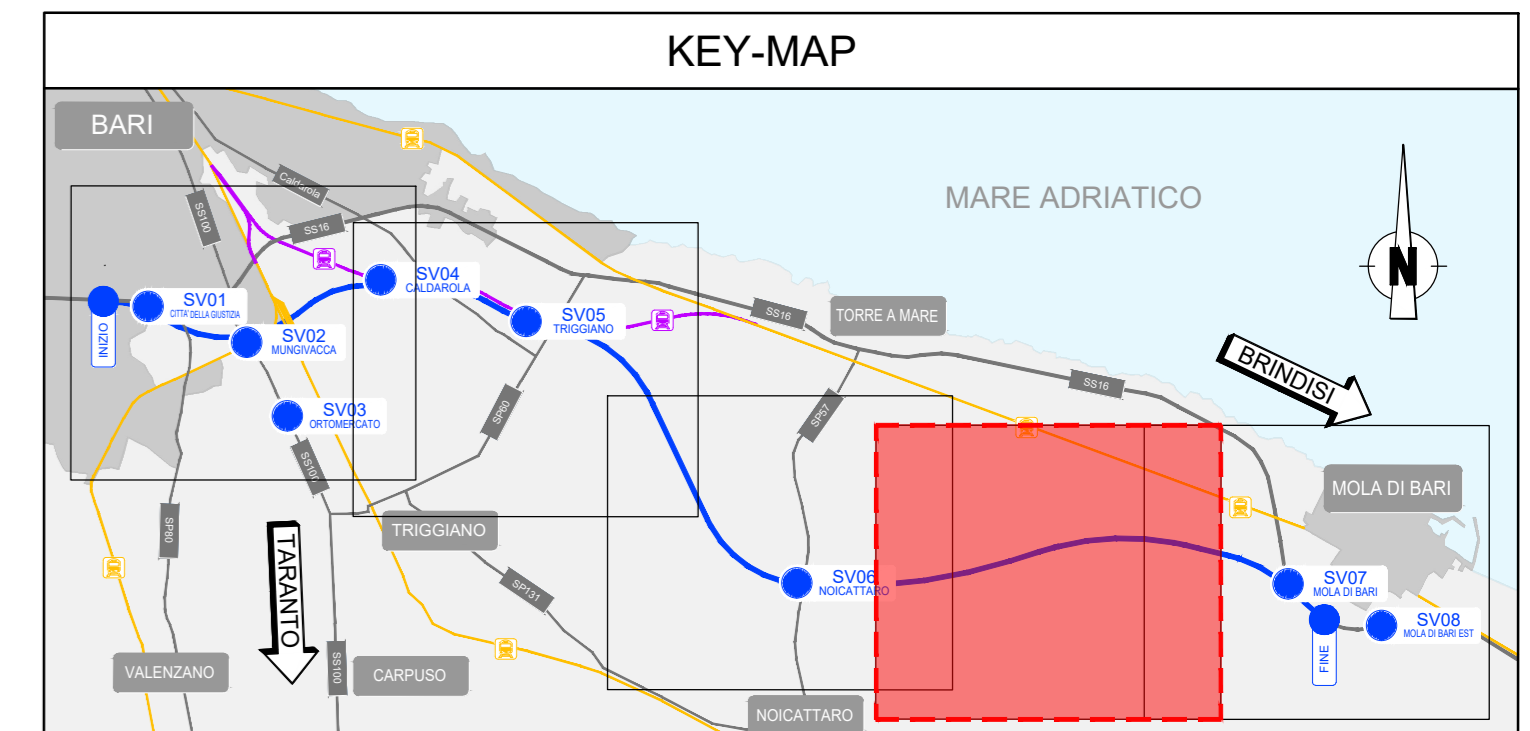 KEY-MAP
BARI
MARE ADRIATICO
Caldarola
SS100
SS16
N
SV04
CALDAROLA
SV01
CITTA' DELLA GIUSTIZIA
INIZIO
SV02
MUNGIVACCA
SV05
TRIGGIANO
SS16
TORRE A MARE
BRINDISI
SS16
SV03
ORTOMERCATO
SP60
SP57
SS100
MOLA DI BARI
SP80
TRIGGIANO
TARANTO
SP131
SV06
NOICATTARO
SV07
MOLA DI BARI
SV08
MOLA DI BARI EST
FINE
VALENZANO
SS100
CARPUSO
NOICATTARO